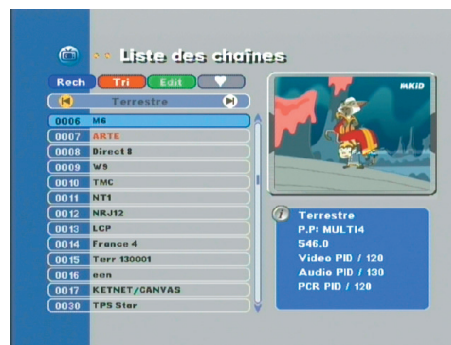 Liste des chaînes
Rech Tri Edit
Terrestre
0006 M6
0007 ARTE
0008 Direct 8
0009 W9
0010 TMC
0011 NT1
0012 NRJ12
0013 LCP
0014 France 4
0015 Terr 130001
0016 een
0017 KETNET/CANVAS
0030 TPS Star
MKID
Terrestre
P.P: MULTI4
546.0
Video PID / 120
Audio PID / 130
PCR PID / 120